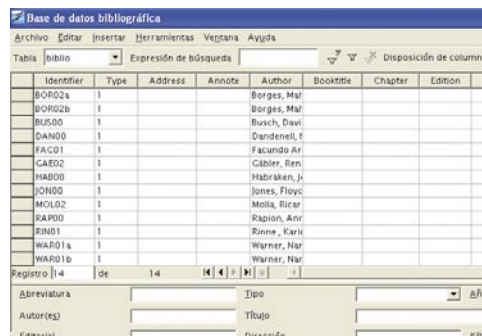 Base de datos bibliográfica
Archivo Editar Insertar Herramientas Ventana Ayuda
Tabla biblio Expresión de búsqueda Disposición de column
Identifier Type Address Annote Author Booktitle Chapter Edition
BOR02a 1 Borges, Mal
BOR02b 1 Borges, Mal
BUS00 1 Busch, Davi
DAN00 1 Dandenell, f
FAC01 1 Facundo Ar
GAE02 1 Gäbler, Ren
HAB00 1 Habraken, J
JON00 1 Jones, Floyc
MOL02 1 Molla, Ricar
RAP00 1 Rapion, Anr
RIN01 1 Rinne , Karii
WAR01a 1 Warner, Nar
WAR01b 1 Warner, Nar
Registro 14 de 14
Abreviatura Tipo Añ
Autor(es) Título
Editorial Dirección